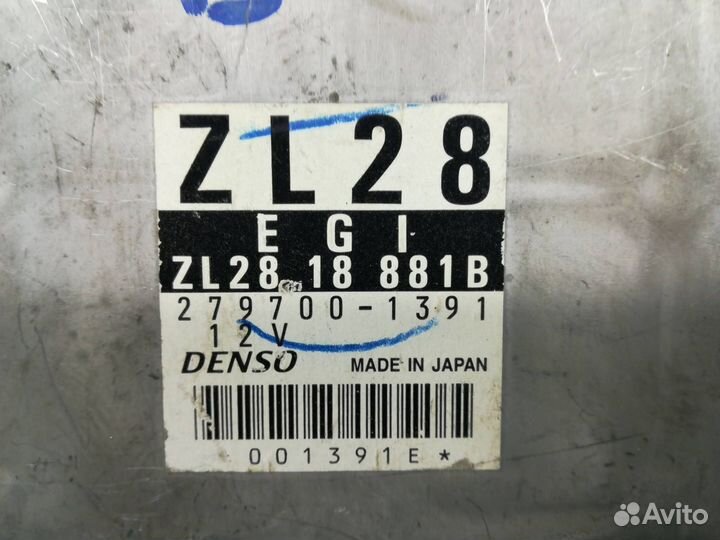 ZL28
EGI
ZL28 18 881B
279700-1391
12V
DENSO MADE IN JAPAN
001391E*
Avito